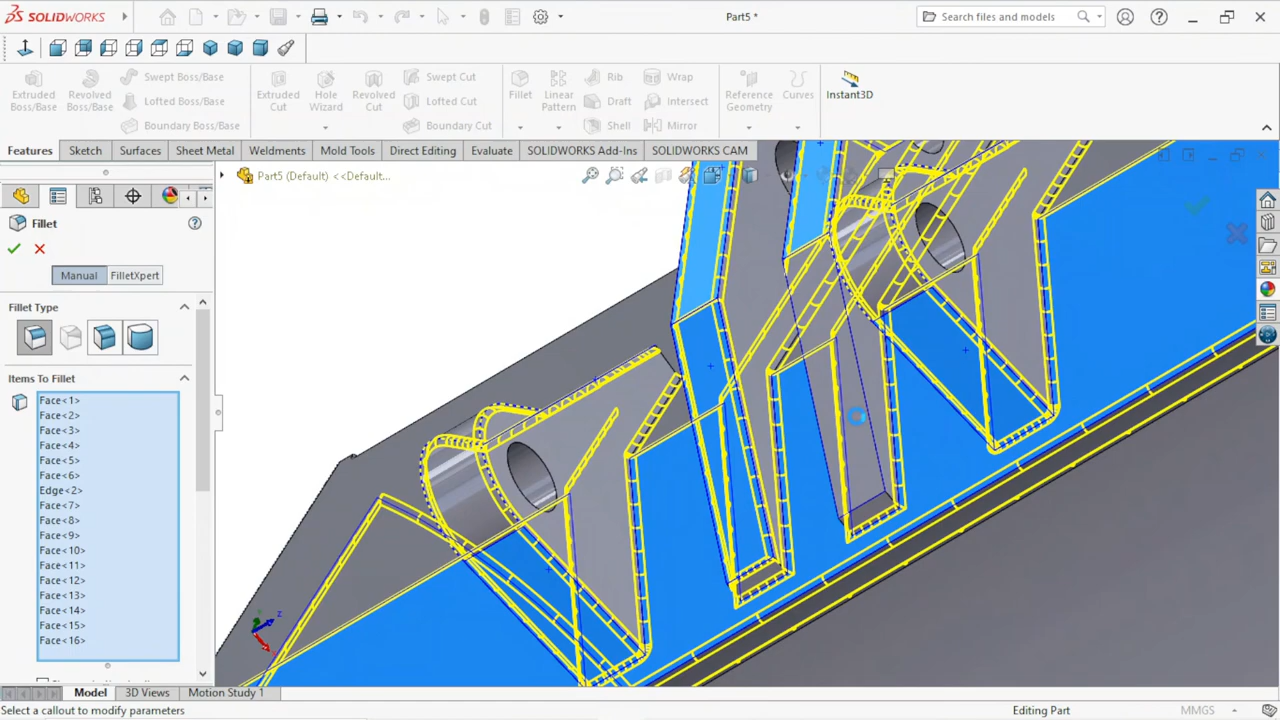 SOLIDWORKS
Part5 *
Search files and models
Extruded Boss/Base
Revolved Boss/Base
Swept Boss/Base
Lofted Boss/Base
Boundary Boss/Base
Extruded Cut
Hole Wizard
Revolved Cut
Swept Cut
Lofted Cut
Boundary Cut
Fillet
Linear Pattern
Rib
Draft
Shell
Wrap
Intersect
Mirror
Reference Geometry
Curves
Instant3D
Features
Sketch
Surfaces
Sheet Metal
Weldments
Mold Tools
Direct Editing
Evaluate
SOLIDWORKS Add-Ins
SOLIDWORKS CAM
Part5 (Default) <<Default...
Fillet
Manual
FilletXpert
Fillet Type
Items To Fillet
Face<1>
Face<2>
Face<3>
Face<4>
Face<5>
Face<6>
Edge<2>
Face<7>
Face<8>
Face<9>
Face<10>
Face<11>
Face<12>
Face<13>
Face<14>
Face<15>
Face<16>
z
Model
3D Views
Motion Study 1
Select a callout to modify parameters
Editing Part
MMGS